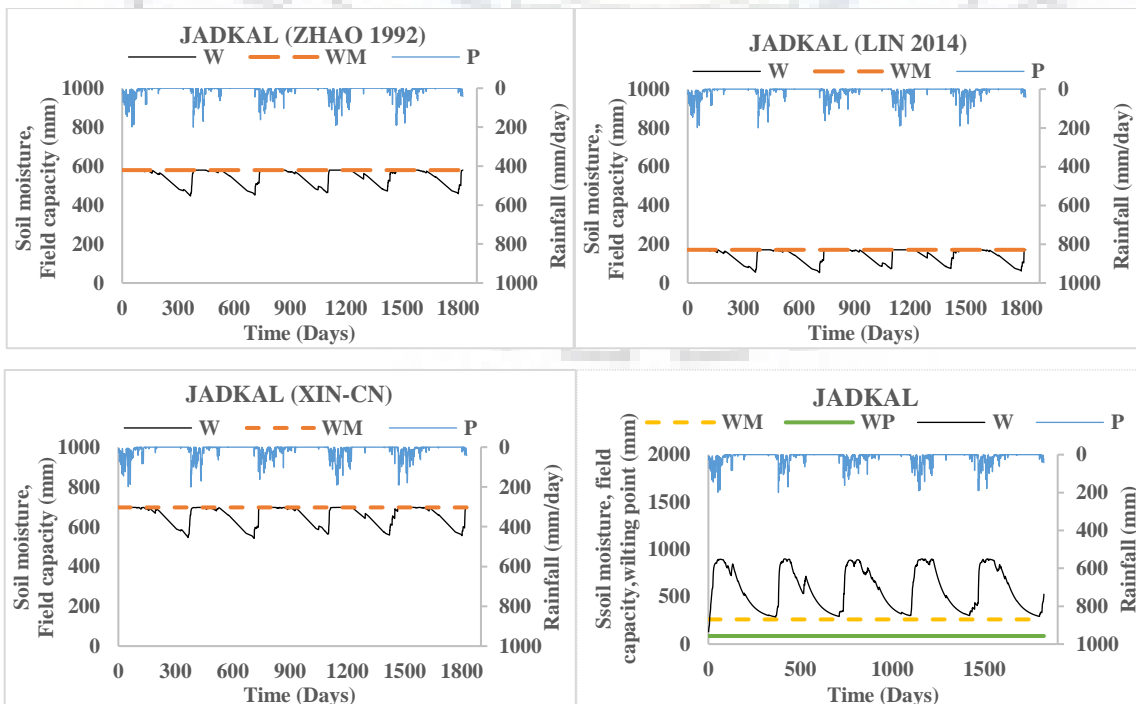 JADKAL (ZHAO 1992)
W WM P
1000 800 600 400 200 0
Soil moisture,
Field capacity (mm)
0 200 400 600 800 1000
Rainfall (mm/day)
0 300 600 900 1200 1500 1800
Time (Days)
JADKAL (LIN 2014)
W WM P
1000 800 600 400 200 0
Soil moisture,,
Field capacity (mm)
0 200 400 600 800 1000
Rainfall (mm/day)
0 300 600 900 1200 1500 1800
Time (Days)
JADKAL (XIN-CN)
W WM P
1000 800 600 400 200 0
Soil moisture,
Field capacity (mm)
0 200 400 600 800 1000
Rainfall (mm/day)
0 300 600 900 1200 1500 1800
Time (Days)
JADKAL
WM WP W P
2000 1500 1000 500 0
Ssoil moisture, field
capacity,wilting point (mm)
0 200 400 600 800 1000
Rainfall (mm/day)
0 500 1000 1500
Time (Days)